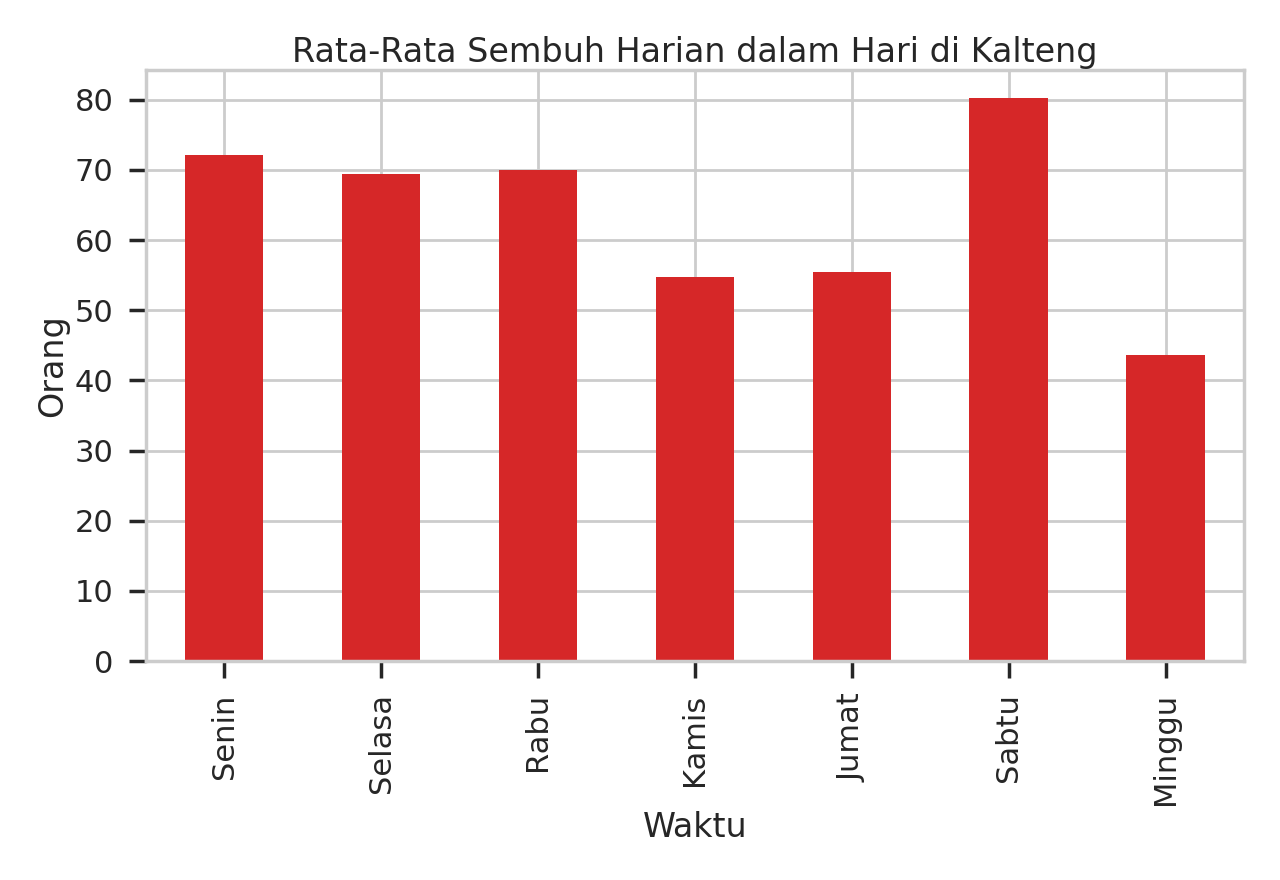 Rata-Rata Sembuh Harian dalam Hari di Kalteng
80
70
60
50
40
30
20
10
0
Orang
Senin
Selasa
Rabu
Kamis
Jumat
Sabtu
Minggu
Waktu